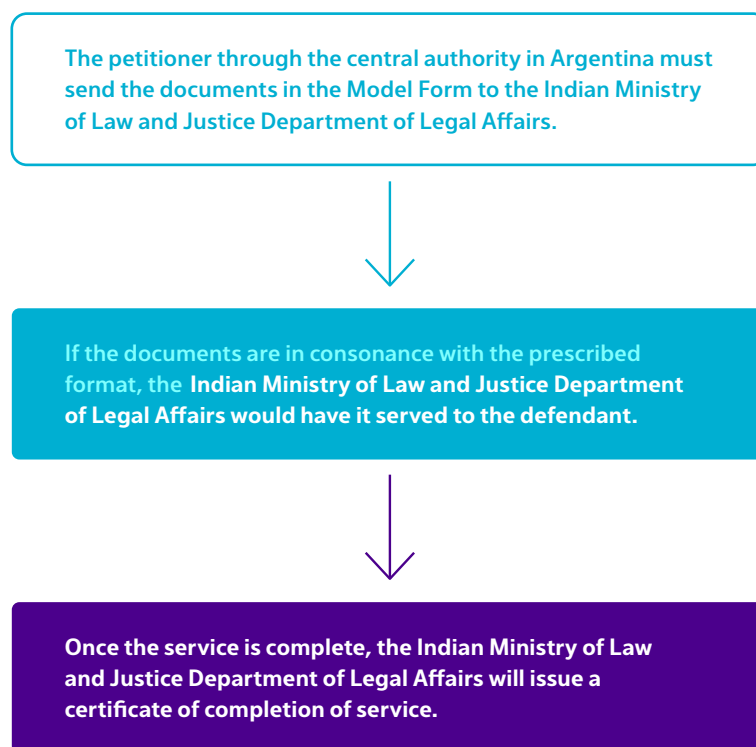 The petitioner through the central authority in Argentina must
send the documents in the Model Form to the Indian Ministry
of Law and Justice Department of Legal Affairs.
If the documents are in consonance with the prescribed
format, the Indian Ministry of Law and Justice Department
of Legal Affairs would have it served to the defendant.
Once the service is complete, the Indian Ministry of Law
and Justice Department of Legal Affairs will issue a
certificate of completion of service.